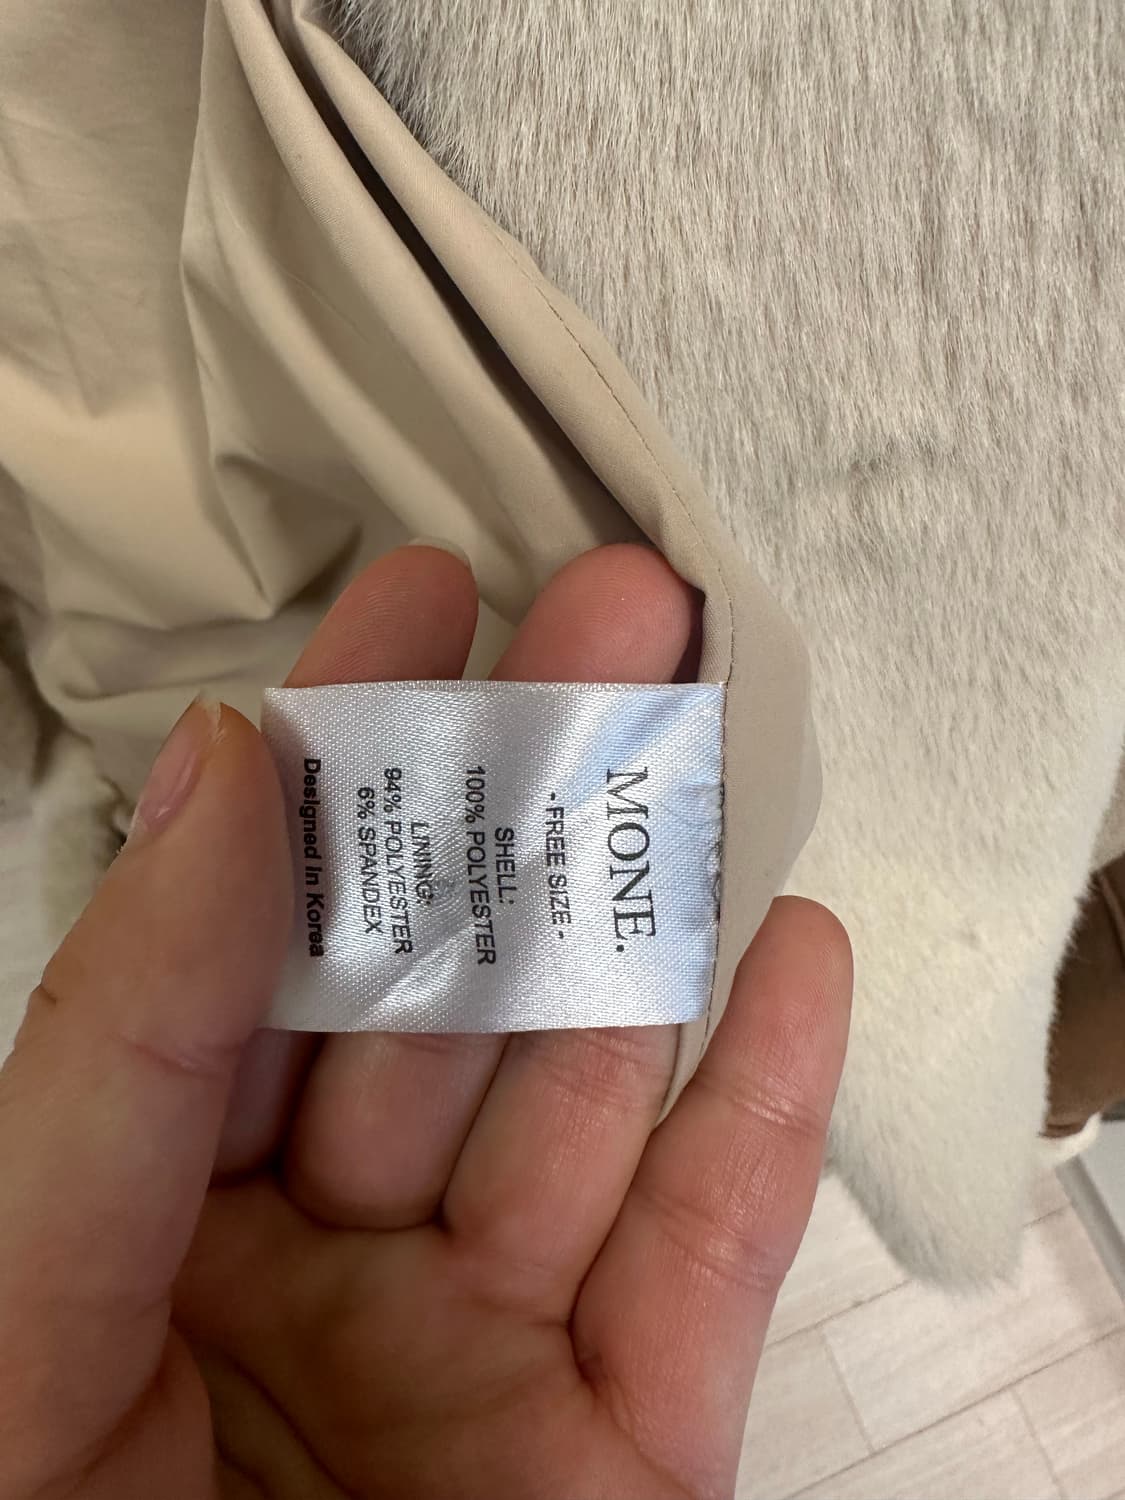 MONE.
- FREE SIZE -
SHELL:
100% POLYESTER
LINING:
94% POLYESTER
6% SPANDEX
Designed In Korea